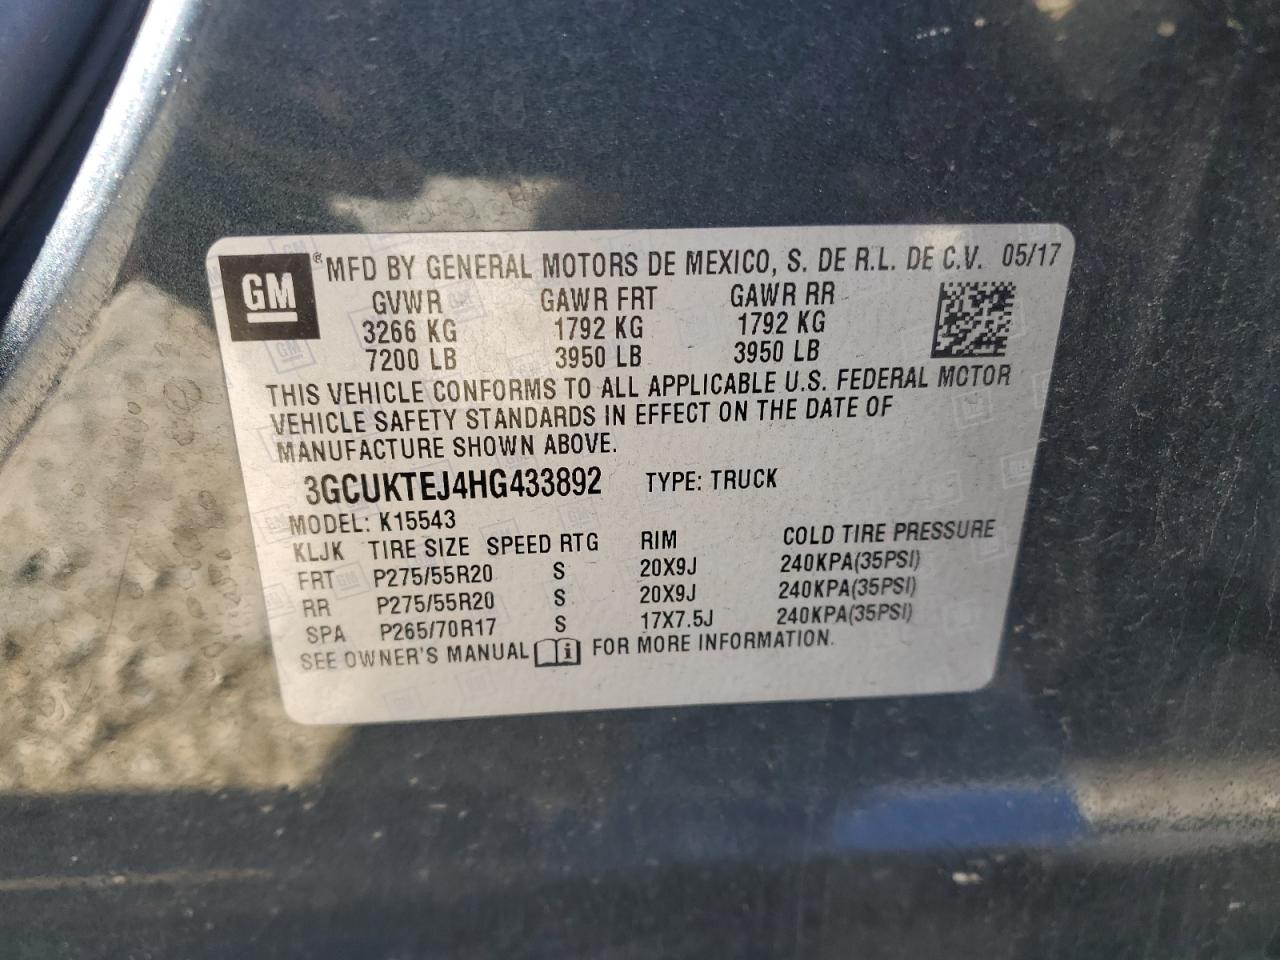 GM ® MFD BY GENERAL MOTORS DE MEXICO, S. DE R.L. DE C.V. 05/17
GVWR GAWR FRT GAWR RR
3266 KG 1792 KG 1792 KG
7200 LB 3950 LB 3950 LB
THIS VEHICLE CONFORMS TO ALL APPLICABLE U.S. FEDERAL MOTOR
VEHICLE SAFETY STANDARDS IN EFFECT ON THE DATE OF
MANUFACTURE SHOWN ABOVE.
3GCUKTEJ4HG433892 TYPE: TRUCK
MODEL: K15543
KLJK TIRE SIZE SPEED RTG RIM COLD TIRE PRESSURE
FRT P275/55R20 S 20X9J 240KPA(35PSI)
RR P275/55R20 S 20X9J 240KPA(35PSI)
SPA P265/70R17 S 17X7.5J 240KPA(35PSI)
SEE OWNER'S MANUAL i FOR MORE INFORMATION.